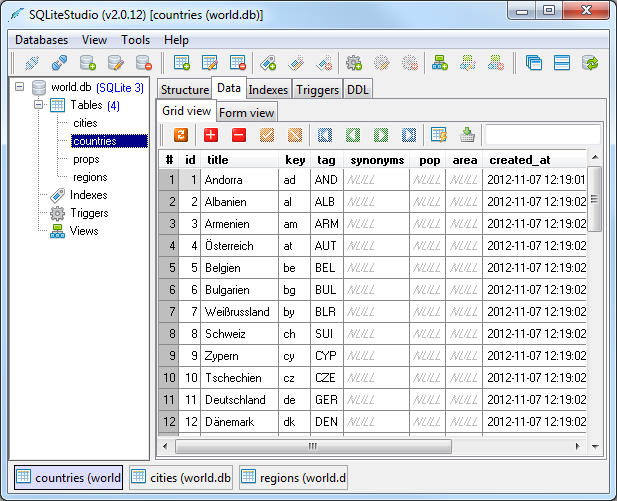 SQLiteStudio (v2.0.12) [countries (world.db)]
Databases View Tools Help
world.db (SQLite 3)
Tables (4)
cities
countries
props
regions
Indexes
Triggers
Views
Structure Data Indexes Triggers DDL
Grid view Form view
# id title key tag synonyms pop area created_at
1 1 Andorra ad AND NULL NULL NULL 2012-11-07 12:19:01
2 2 Albanien al ALB NULL NULL NULL 2012-11-07 12:19:02
3 3 Armenien am ARM NULL NULL NULL 2012-11-07 12:19:02
4 4 Österreich at AUT NULL NULL NULL 2012-11-07 12:19:02
5 5 Belgien be BEL NULL NULL NULL 2012-11-07 12:19:02
6 6 Bulgarien bg BUL NULL NULL NULL 2012-11-07 12:19:02
7 7 Weißrussland by BLR NULL NULL NULL 2012-11-07 12:19:02
8 8 Schweiz ch SUI NULL NULL NULL 2012-11-07 12:19:02
9 9 Zypern cy CYP NULL NULL NULL 2012-11-07 12:19:02
10 10 Tschechien cz CZE NULL NULL NULL 2012-11-07 12:19:02
11 11 Deutschland de GER NULL NULL NULL 2012-11-07 12:19:02
12 12 Dänemark dk DEN NULL NULL NULL 2012-11-07 12:19:02
countries (world cities (world.db regions (world.d